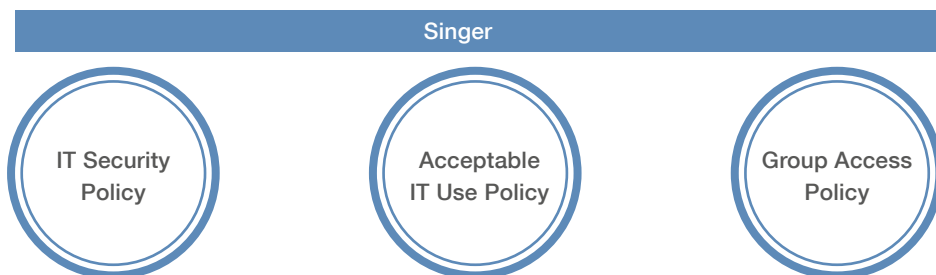 Singer
IT Security
Policy
Acceptable
IT Use Policy
Group Access
Policy